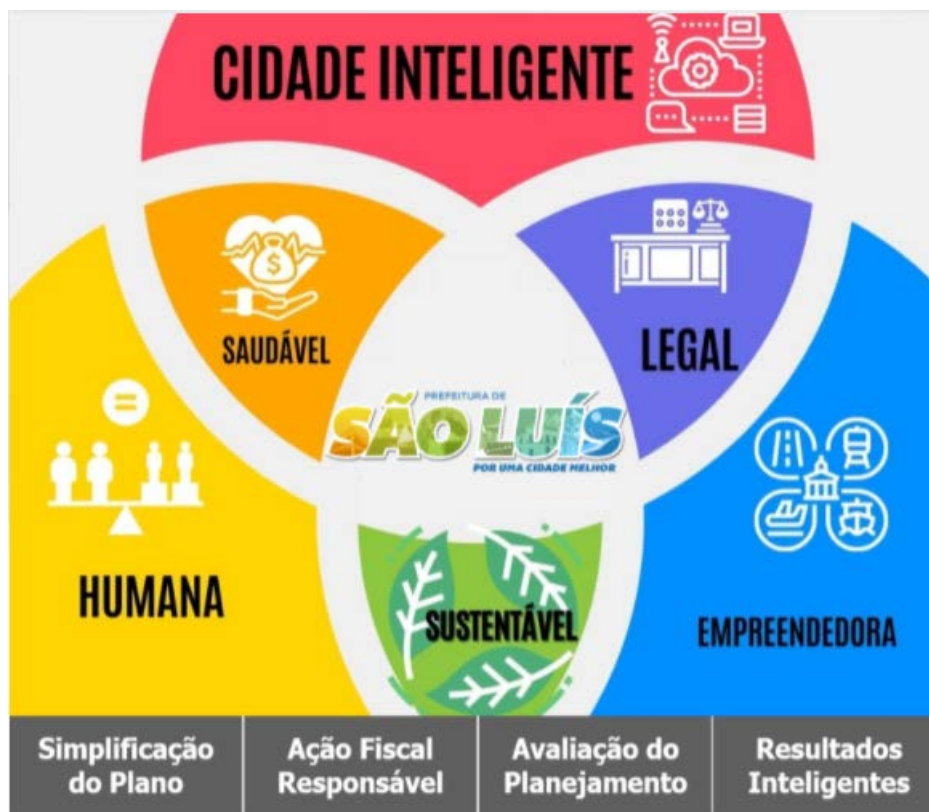 CIDADE INTELIGENTE
SAUDÁVEL
LEGAL
PREFEITURA DE
SÃO LUÍS
POR UMA CIDADE MELHOR
HUMANA
SUSTENTÁVEL
EMPREENDEDORA
Simplificação
do Plano
Ação Fiscal
Responsável
Avaliação do
Planejamento
Resultados
Inteligentes